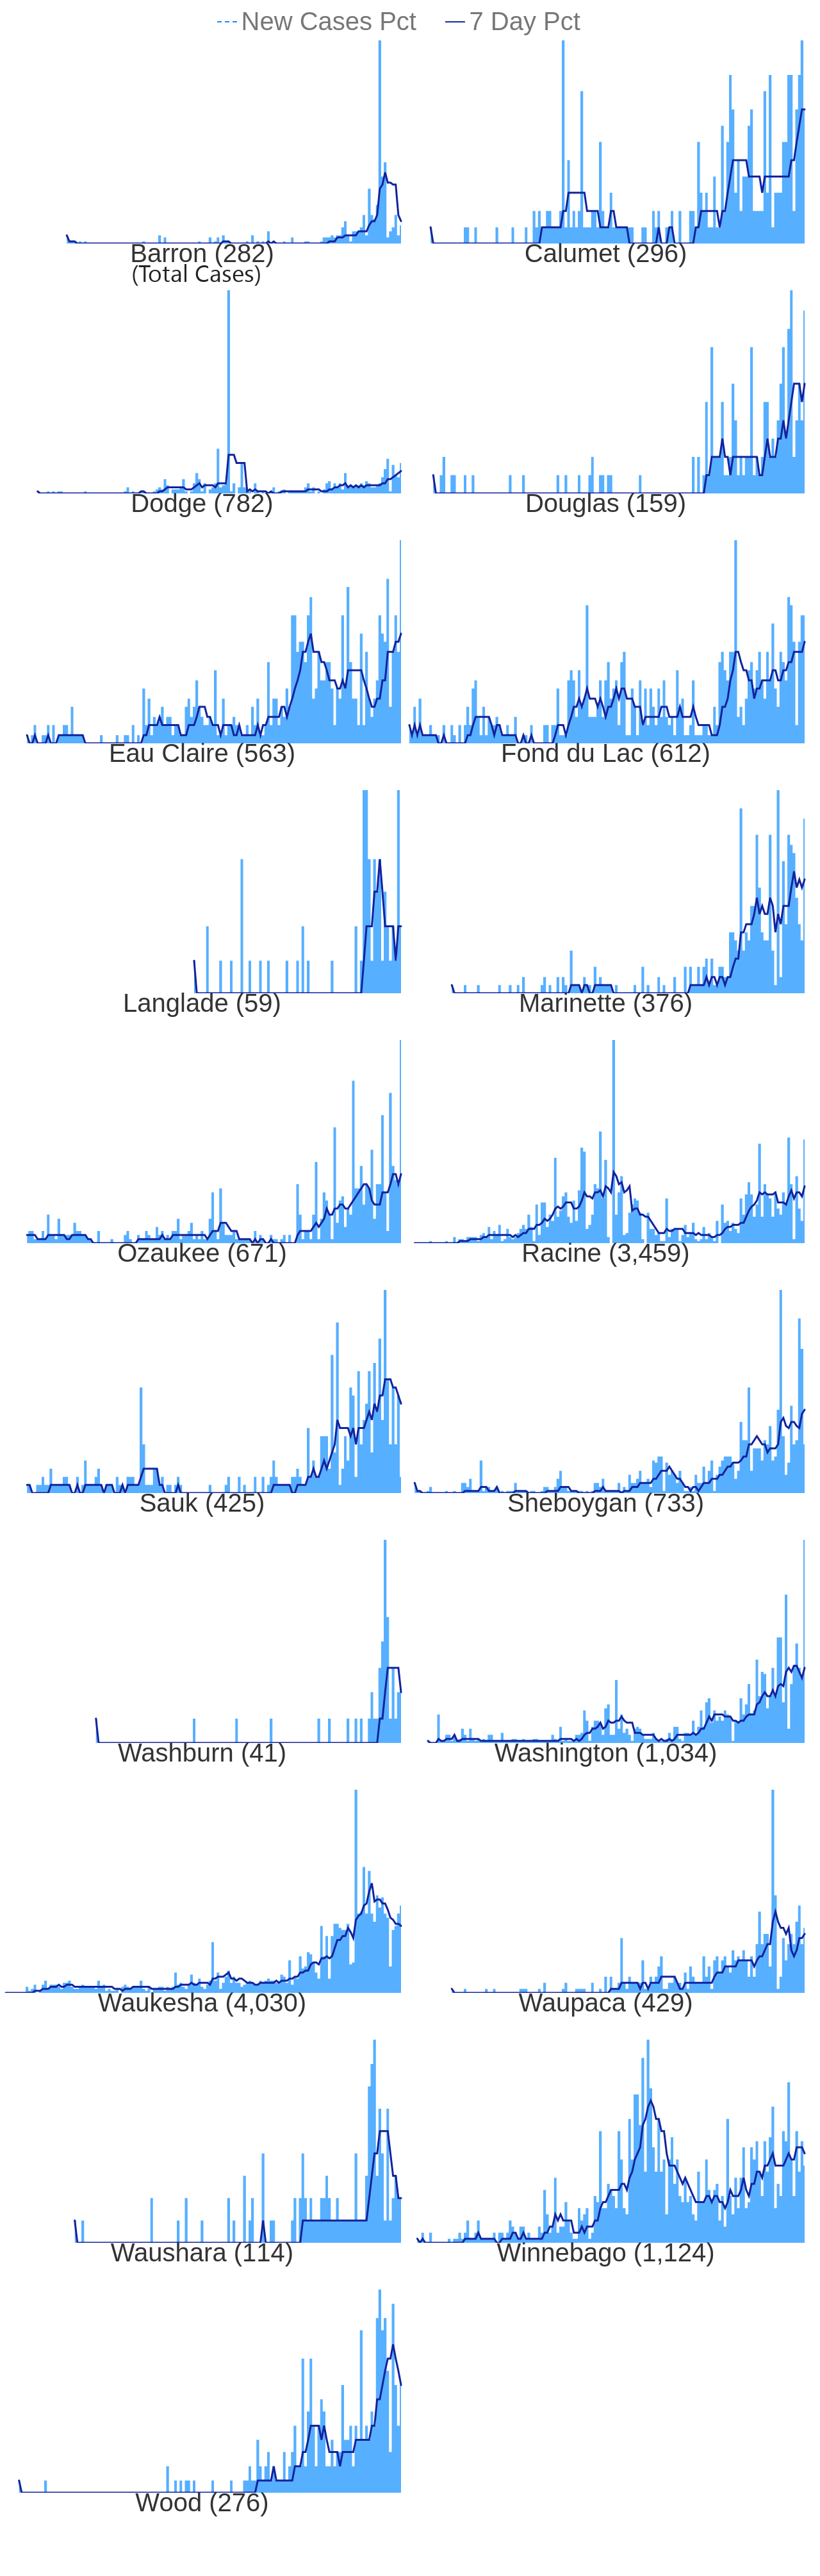 New Cases Pct 7 Day Pct
Barron (282) Calumet (296)
(Total Cases)
Dodge (782) Douglas (159)
Eau Claire (563) Fond du Lac (612)
Langlade (59) Marinette (376)
Ozaukee (671) Racine (3,459)
Sauk (425) Sheboygan (733)
Washburn (41) Washington (1,034)
Waukesha (4,030) Waupaca (429)
Waushara (114) Winnebago (1,124)
Wood (276)